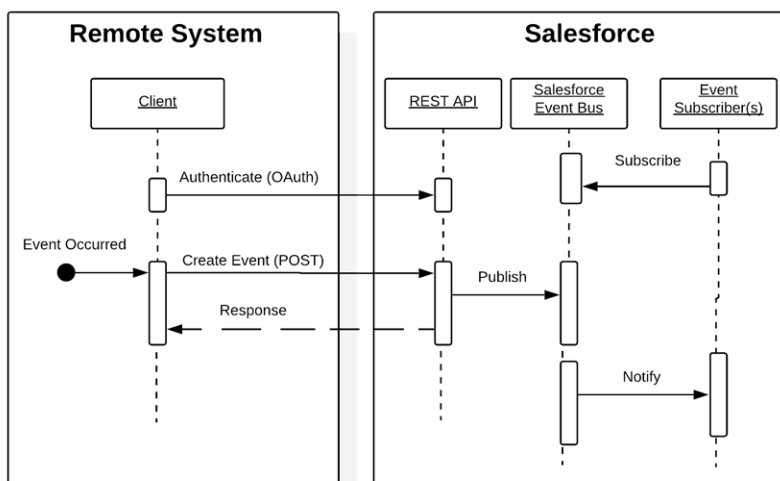 Remote System
Salesforce
Client
REST API
Salesforce
Event Bus
Event
Subscriber(s)
Authenticate (OAuth)
Subscribe
Event Occurred
Create Event (POST)
Publish
Response
Notify